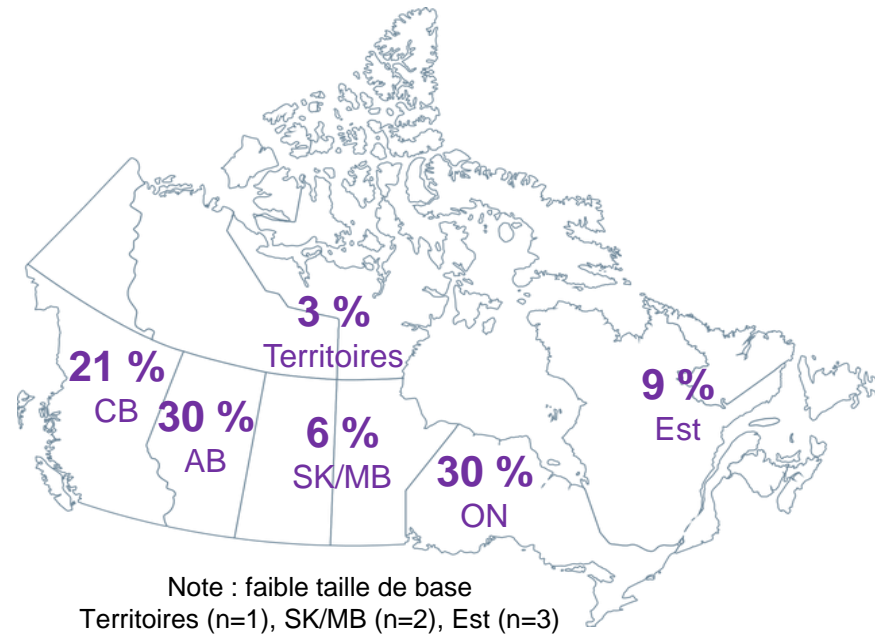 3 %
Territoires
21 %
CB
30 %
AB
6 %
SK/MB
30 %
ON
9 %
Est
Note : faible taille de base
Territoires (n=1), SK/MB (n=2), Est (n=3)